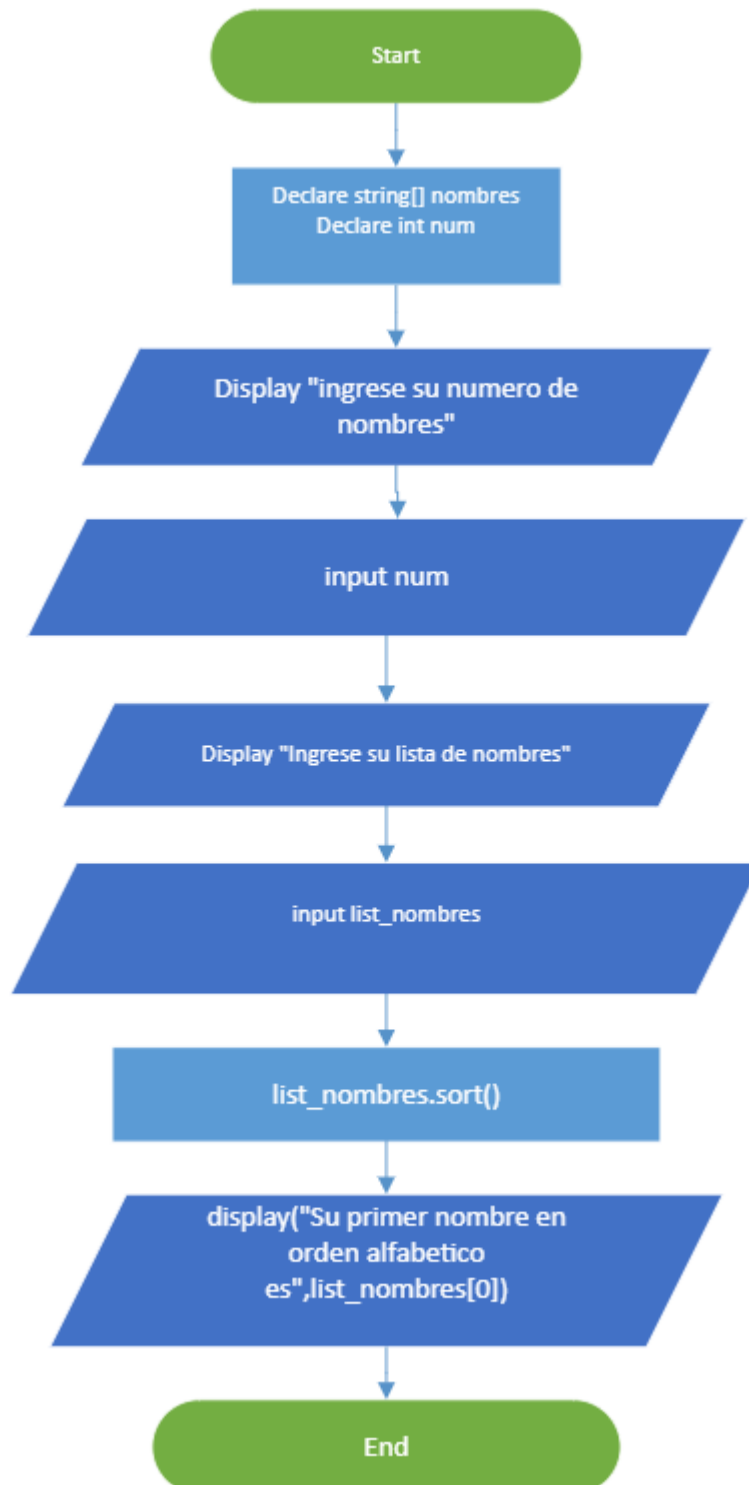 Start
Declare string[] nombres
Declare int num
Display "ingrese su numero de
nombres"
input num
Display "Ingrese su lista de nombres"
input list_nombres
list_nombres.sort()
display("Su primer nombre en
orden alfabetico
es",list_nombres[0])
End